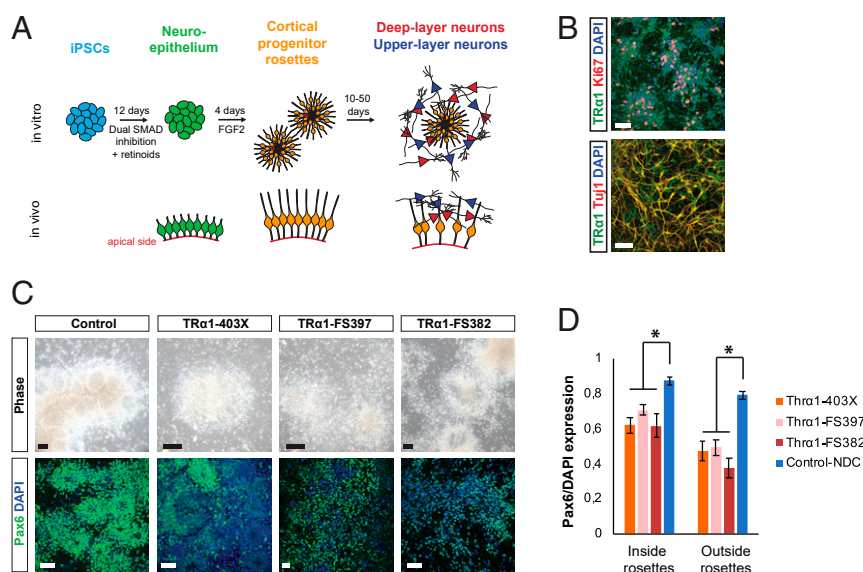 A
iPSCs
Neuro-
epithelium
Cortical
progenitor
rosettes
Deep-layer neurons
Upper-layer neurons
in vitro
12 days
Dual SMAD
inhibition
+ retinoids
4 days
FGF2
10-50
days
in vivo
apical side
B
TRα1 Ki67 DAPI
TRα1 Tuj1 DAPI
C
Control
TRα1-403X
TRα1-FS397
TRα1-FS382
Phase
Pax6 DAPI
D
Pax6/DAPI expression
1
0,8
0,6
0,4
0,2
0
*
*
Inside
rosettes
Outside
rosettes
Thrα1-403X
Thrα1-FS397
Thrα1-FS382
Control-NDC